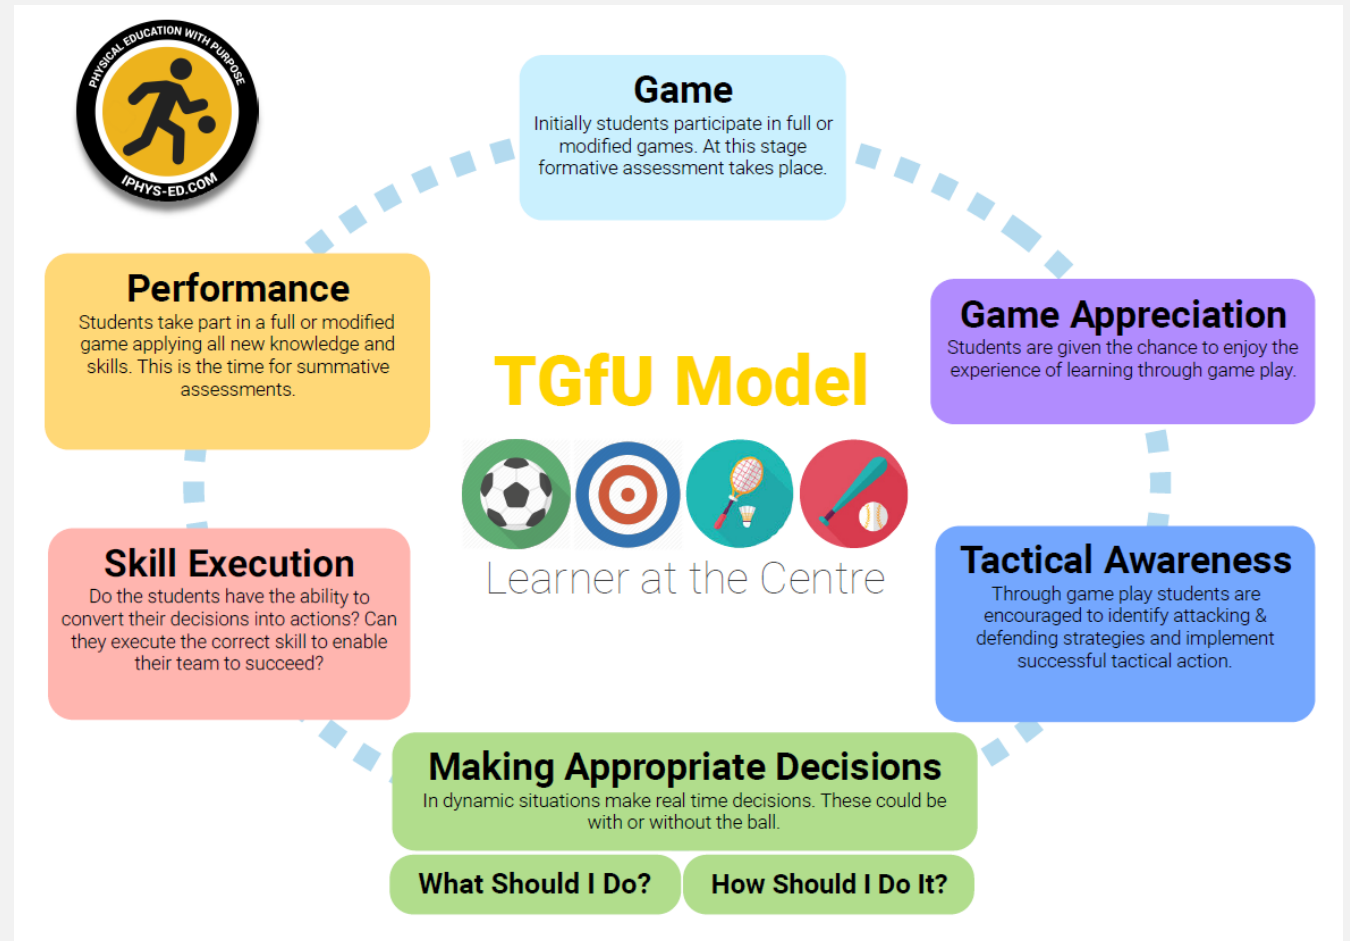 PHYSICAL EDUCATION WITH PURPOSE
IPHYS-ED.COM
Game
Initially students participate in full or
modified games. At this stage
formative assessment takes place.
Performance
Students take part in a full or modified
game applying all new knowledge and
skills. This is the time for summative
assessments.
Game Appreciation
Students are given the chance to enjoy the
experience of learning through game play.
TGfU Model
Learner at the Centre
Skill Execution
Do the students have the ability to
convert their decisions into actions? Can
they execute the correct skill to enable
their team to succeed?
Tactical Awareness
Through game play students are
encouraged to identify attacking &
defending strategies and implement
successful tactical action.
Making Appropriate Decisions
In dynamic situations make real time decisions. These could be
with or without the ball.
What Should I Do?
How Should I Do It?